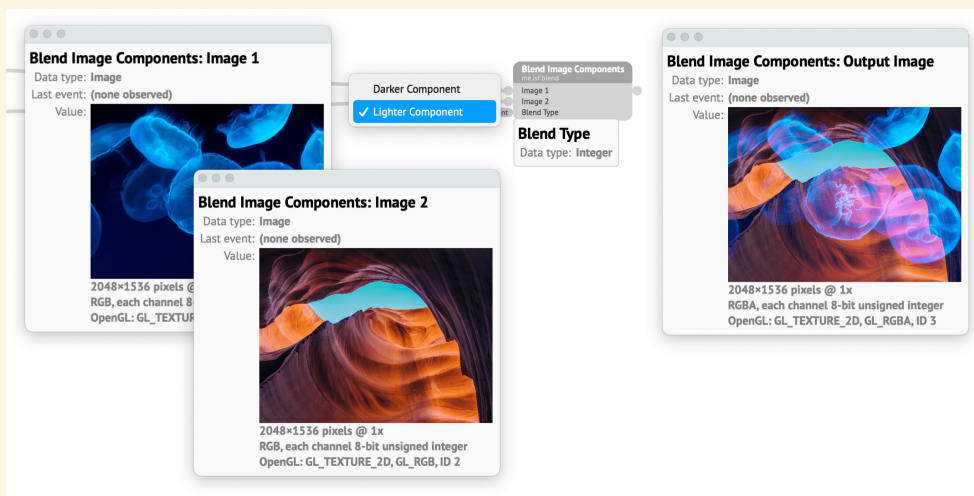 Blend Image Components: Image 1
Data type: Image
Last event: (none observed)
Value:
2048×1536 pixels @
RGB, each channel 8-
OpenGL: GL_TEXTUR
Darker Component
✓ Lighter Component
Blend Image Components
me.isf.blend
Image 1
Image 2
Blend Type
Blend Type
Data type: Integer
Blend Image Components: Image 2
Data type: Image
Last event: (none observed)
Value:
2048×1536 pixels @ 1x
RGB, each channel 8-bit unsigned integer
OpenGL: GL_TEXTURE_2D, GL_RGB, ID 2
Blend Image Components: Output Image
Data type: Image
Last event: (none observed)
Value:
2048×1536 pixels @ 1x
RGBA, each channel 8-bit unsigned integer
OpenGL: GL_TEXTURE_2D, GL_RGBA, ID 3